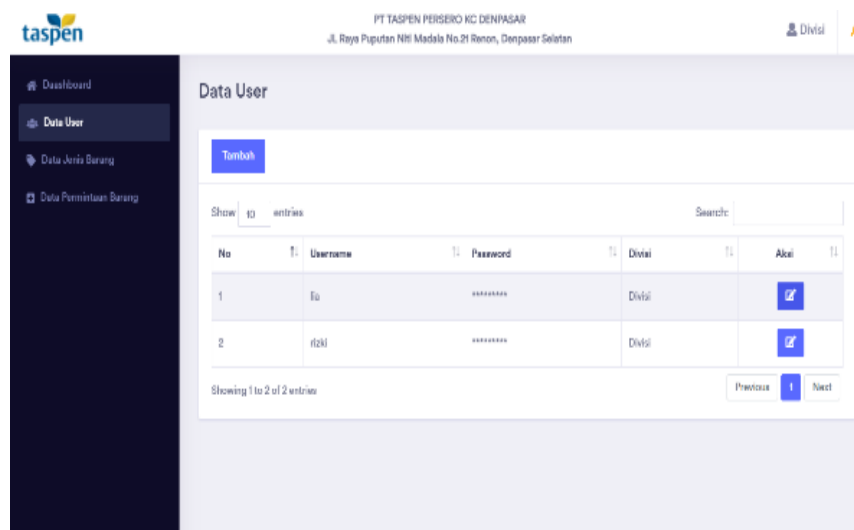 taspen
PT TASPEN PERSERO KC DENPASAR
JL Raya Puputan Niti Madala No.21 Renon, Denpasar Selatan
Divisi
Daashboard
Data User
Data Jenis Barang
Data Permintaan Barang
Data User
Tambah
Show 10 entries
Search:
No Username Password Divisi Aksi
1 lia ********* Divisi
2 rizki ********* Divisi
Showing 1 to 2 of 2 entries
Previous 1 Next